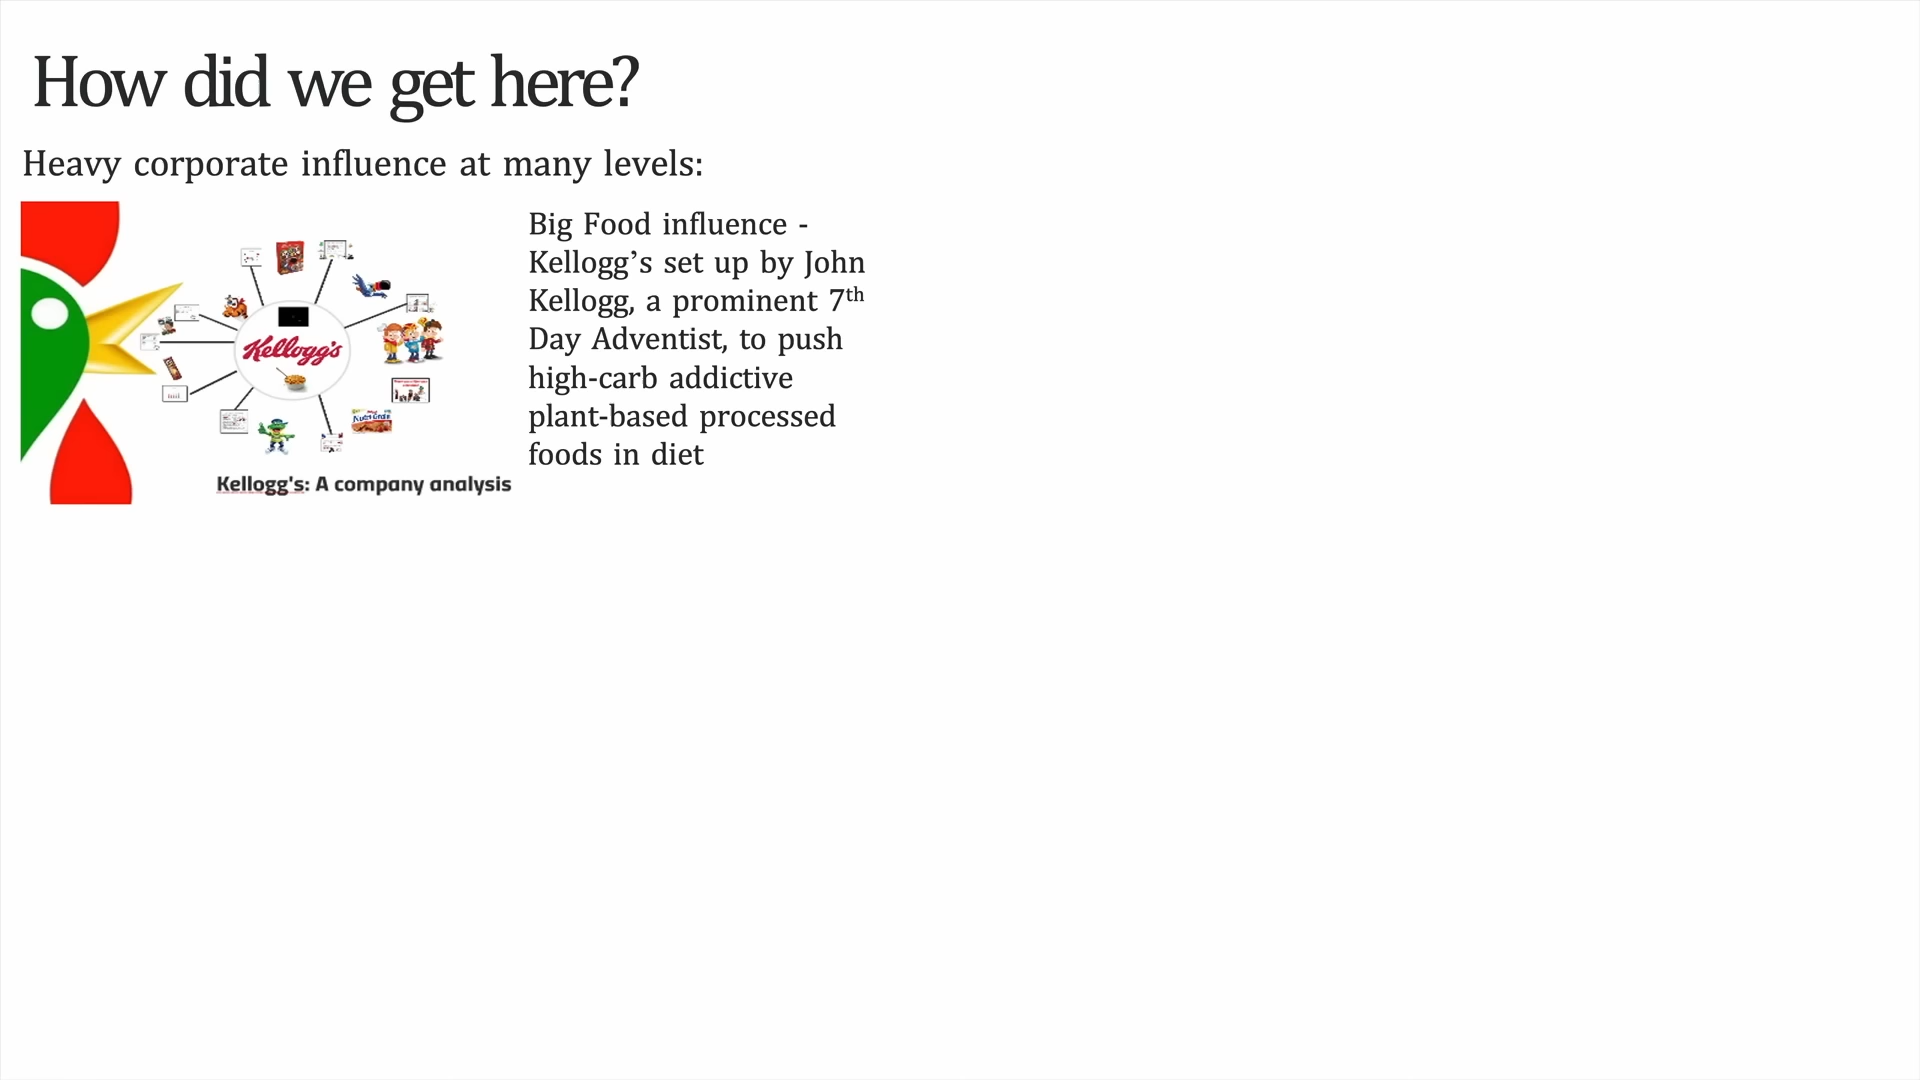 How did we get here?
Heavy corporate influence at many levels:
Big Food influence -
Kellogg’s set up by John
Kellogg, a prominent 7th
Day Adventist, to push
high-carb addictive
plant-based processed
foods in diet
Kellogg's
Nutri Grain
Kellogg's: A company analysis